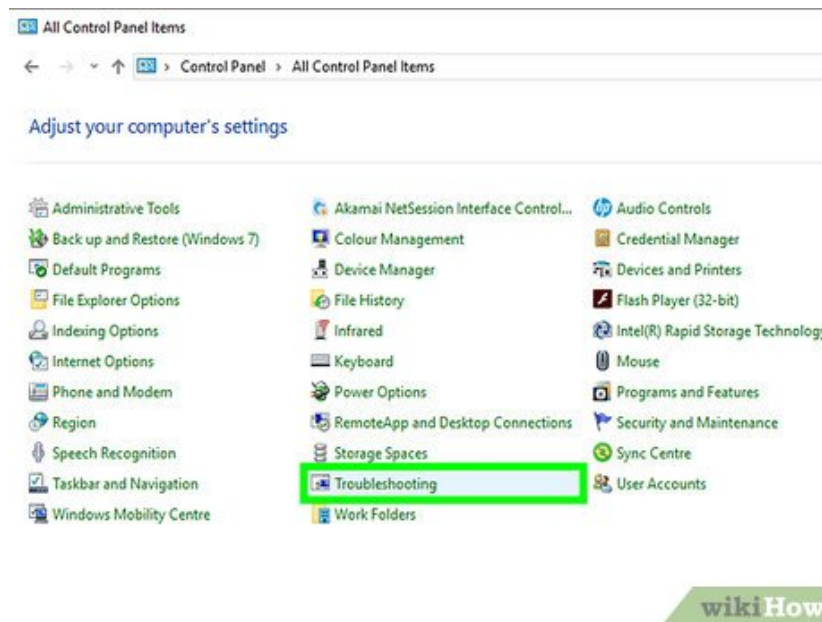 All Control Panel Items
Control Panel > All Control Panel Items
Adjust your computer's settings
Administrative Tools
Akamai NetSession Interface Control...
Audio Controls
Back up and Restore (Windows 7)
Colour Management
Credential Manager
Default Programs
Device Manager
Devices and Printers
File Explorer Options
File History
Flash Player (32-bit)
Indexing Options
Infrared
Intel(R) Rapid Storage Technology
Internet Options
Keyboard
Mouse
Phone and Modem
Power Options
Programs and Features
Region
RemoteApp and Desktop Connections
Security and Maintenance
Speech Recognition
Storage Spaces
Sync Centre
Taskbar and Navigation
Troubleshooting
User Accounts
Windows Mobility Centre
Work Folders
wikiHow